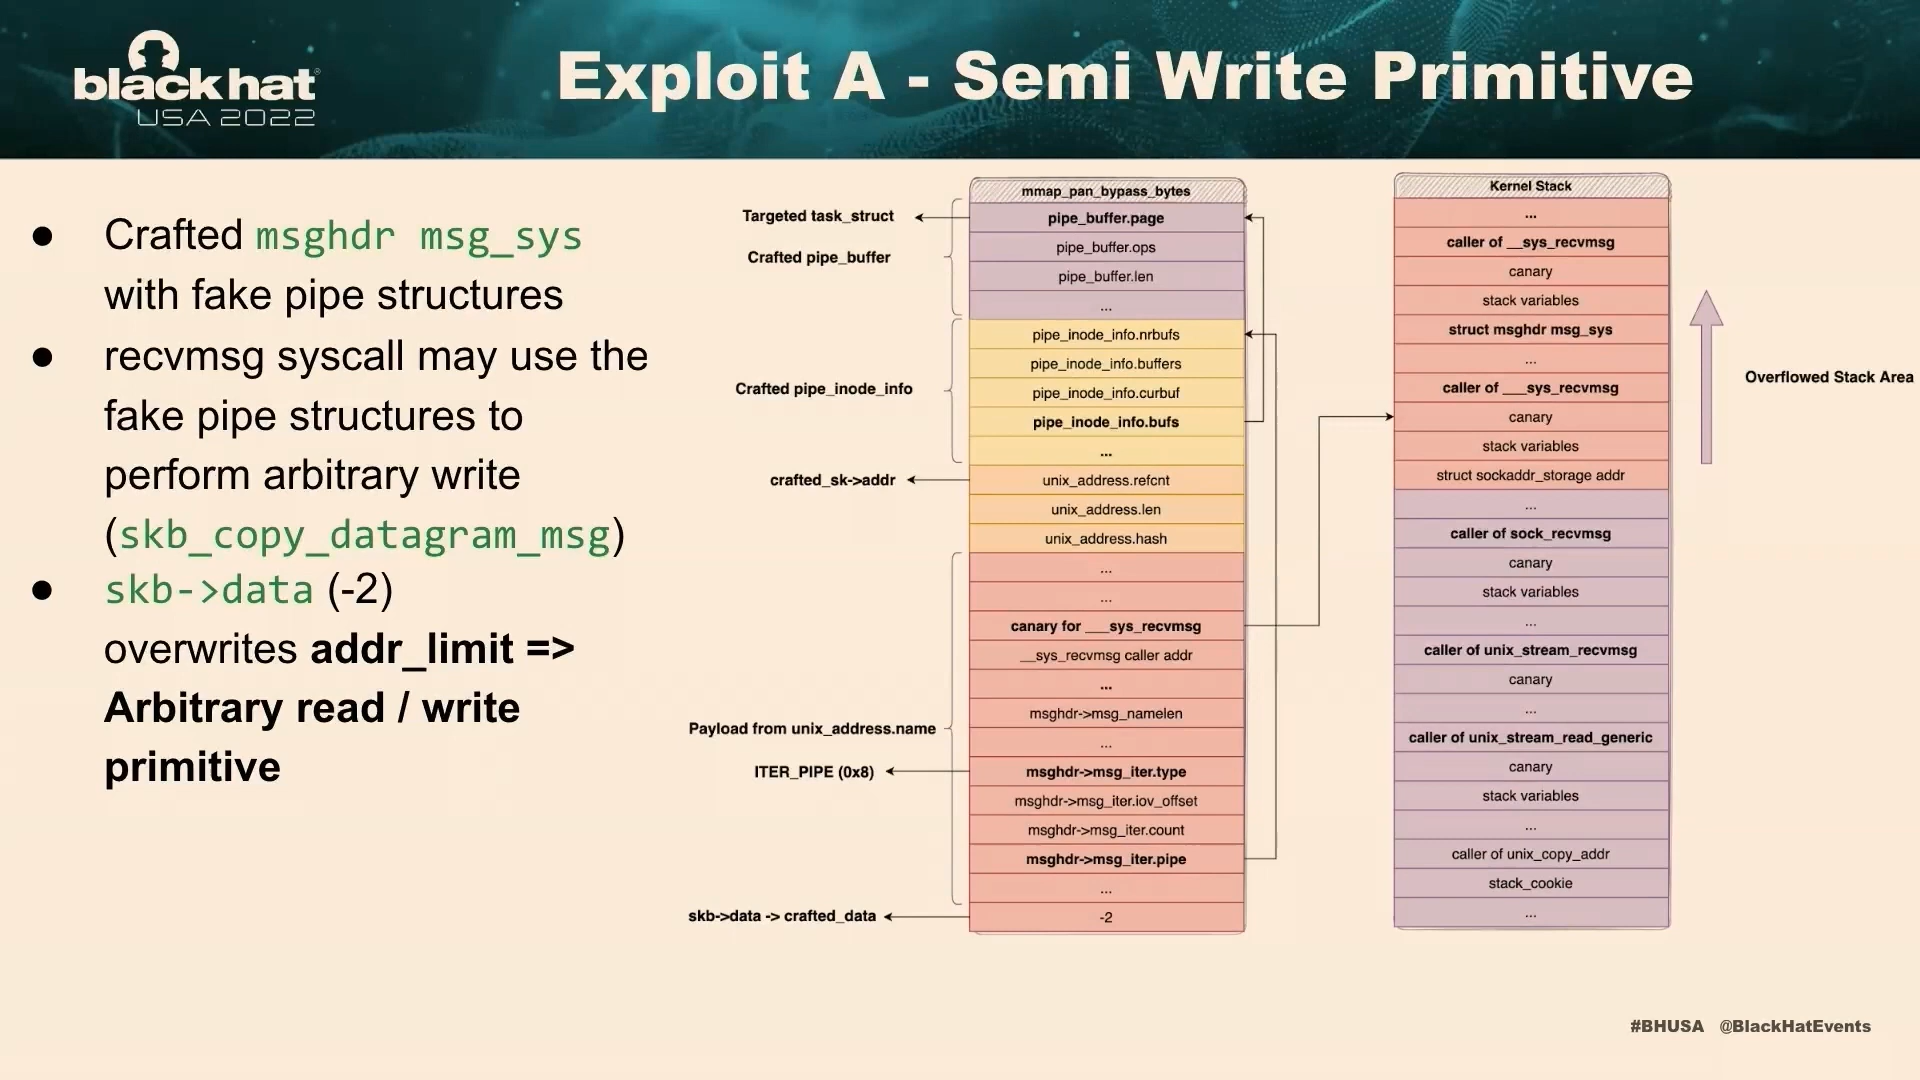 black hat
USA 2022
Exploit A - Semi Write Primitive
● Crafted msghdr msg_sys
with fake pipe structures
● recvmsg syscall may use the
fake pipe structures to
perform arbitrary write
(skb_copy_datagram_msg)
● skb->data (-2)
overwrites addr_limit =>
Arbitrary read / write
primitive
Targeted task_struct
Crafted pipe_buffer
Crafted pipe_inode_info
crafted_sk->addr
Payload from unix_address.name
ITER_PIPE (0x8)
skb->data -> crafted_data
mmap_pan_bypass_bytes
pipe_buffer.page
pipe_buffer.ops
pipe_buffer.len
...
pipe_inode_info.nrbufs
pipe_inode_info.buffers
pipe_inode_info.curbuf
pipe_inode_info.bufs
...
unix_address.refcnt
unix_address.len
unix_address.hash
...
...
canary for ___sys_recvmsg
__sys_recvmsg caller addr
...
msghdr->msg_namelen
...
msghdr->msg_iter.type
msghdr->msg_iter.iov_offset
msghdr->msg_iter.count
msghdr->msg_iter.pipe
...
-2
Kernel Stack
...
caller of __sys_recvmsg
canary
stack variables
struct msghdr msg_sys
...
caller of ___sys_recvmsg
canary
stack variables
struct sockaddr_storage addr
...
caller of sock_recvmsg
canary
stack variables
...
caller of unix_stream_recvmsg
canary
...
caller of unix_stream_read_generic
canary
stack variables
...
caller of unix_copy_addr
stack_cookie
...
Overflowed Stack Area
#BHUSA @BlackHatEvents